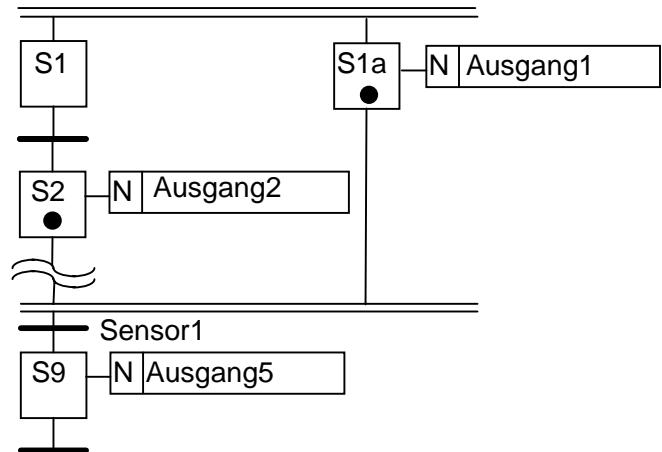 S1
S1a N Ausgang1
S2 N Ausgang2
Sensor1
S9 N Ausgang5